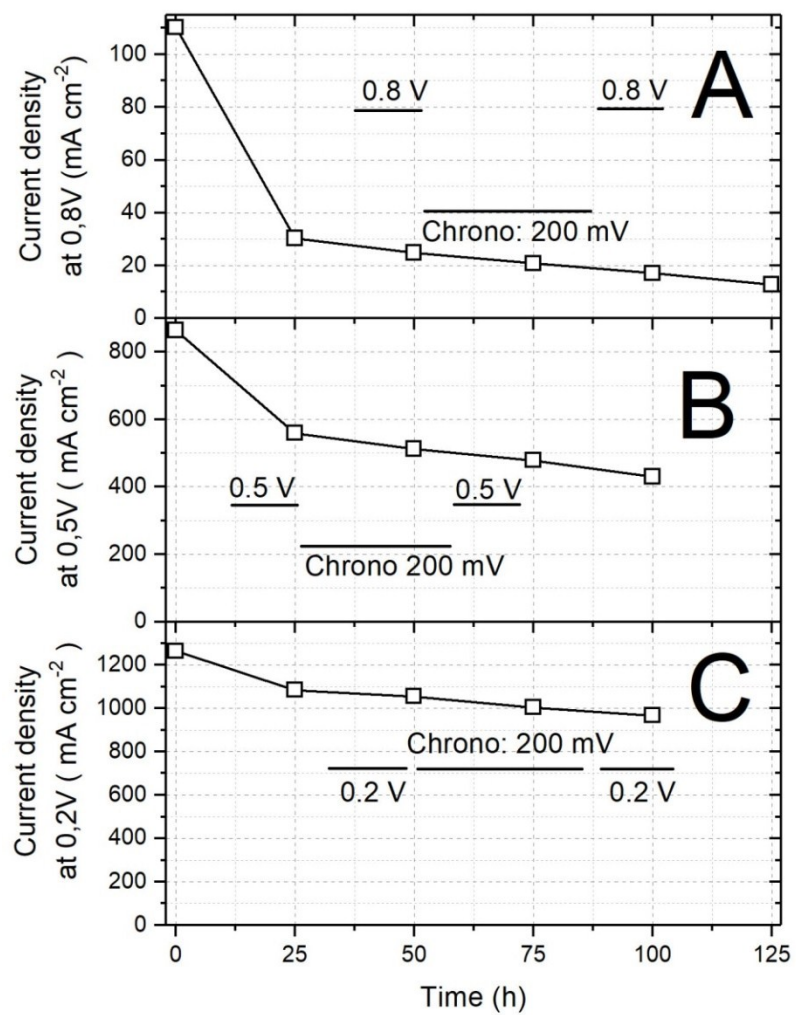 Current density
at 0,8V (mA cm-2)
100
80
60
40
20
0
0.8 V
0.8 V
Chrono: 200 mV
A
Current density
at 0,5V ( mA cm-2 )
800
600
400
200
0
0.5 V
0.5 V
Chrono 200 mV
B
Current density
at 0,2V ( mA cm-2 )
1200
1000
800
600
400
200
0
Chrono: 200 mV
0.2 V
0.2 V
C
0 25 50 75 100 125
Time (h)